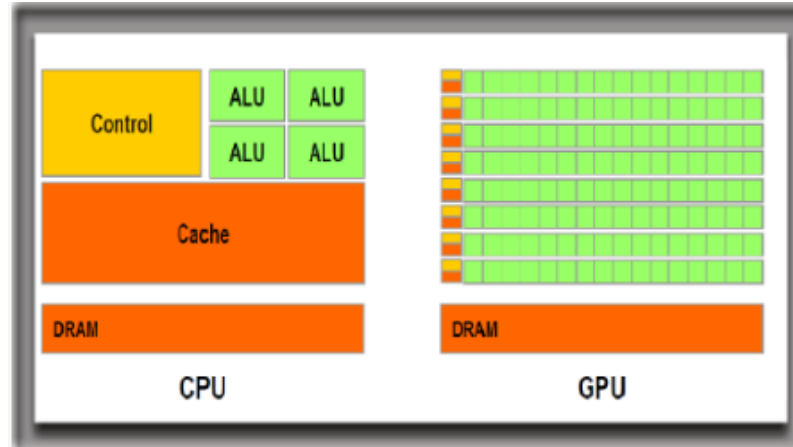 Control
ALU ALU
ALU ALU
Cache
DRAM
CPU
DRAM
GPU